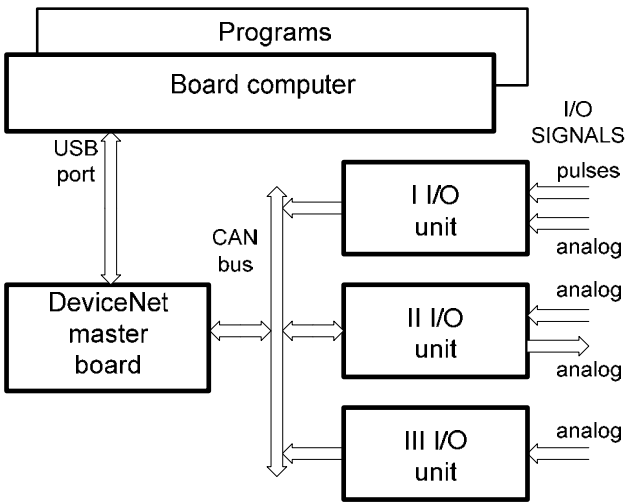 Programs
Board computer
I/O
SIGNALS
USB
port
pulses
I I/O
unit
analog
CAN
bus
DeviceNet
master
board
analog
II I/O
unit
analog
analog
III I/O
unit